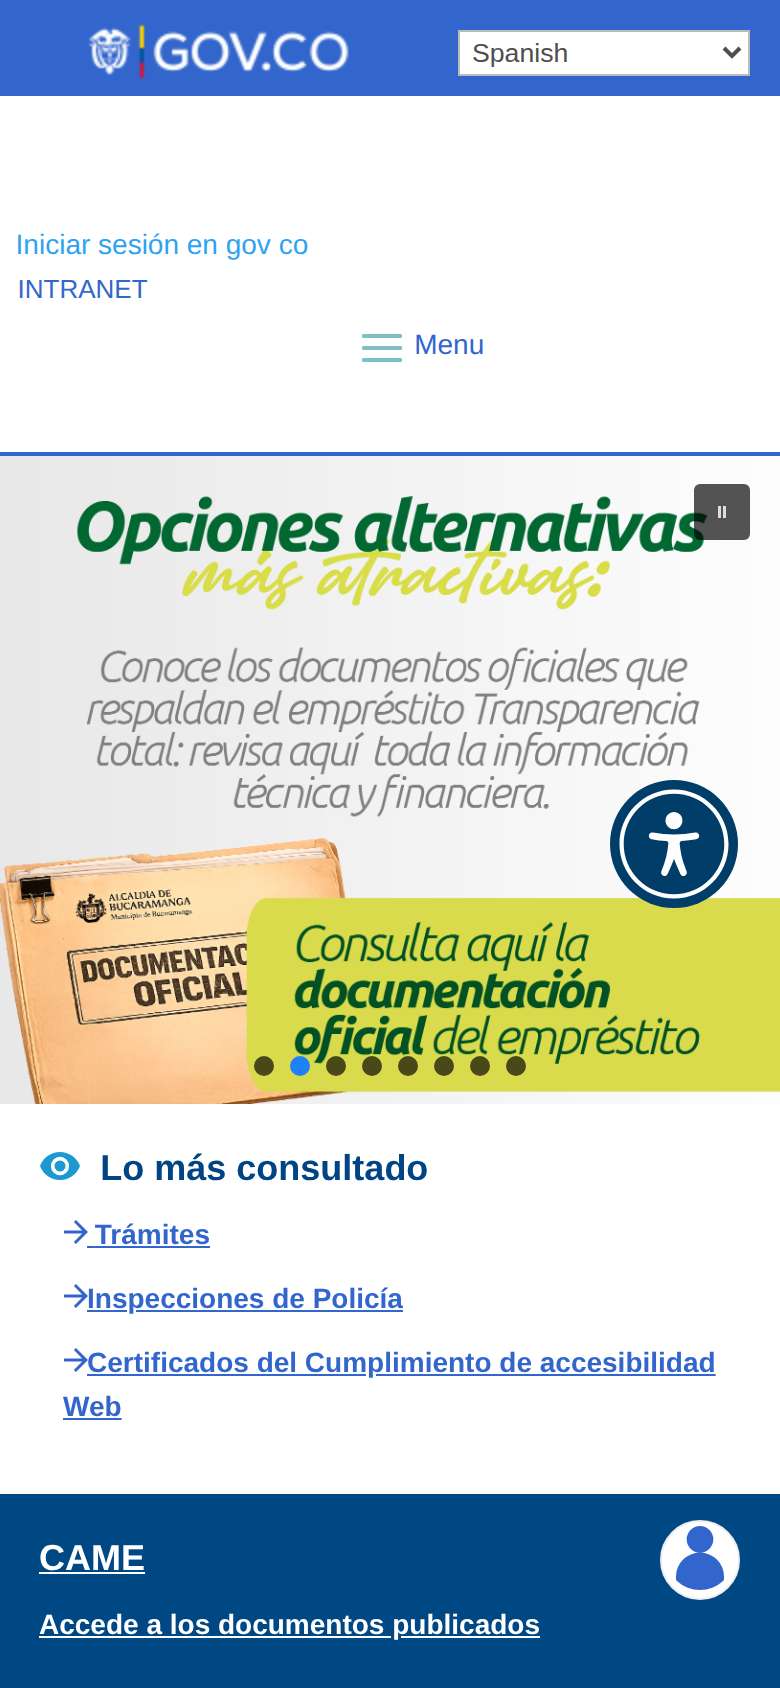 GOV.CO
Spanish
Iniciar sesión en gov co
INTRANET
Menu
Opciones alternativas
más atractivas:
Conoce los documentos oficiales que
respaldan el empréstito Transparencia
total: revisa aquí toda la información
técnica y financiera.
ALCALDÍA DE
BUCARAMANGA
Municipio de Bucaramanga
DOCUMENTAC
OFICIAL
Consulta aquí la
documentación
oficial del empréstito
Lo más consultado
Trámites
Inspecciones de Policía
Certificados del Cumplimiento de accesibilidad
Web
CAME
Accede a los documentos publicados